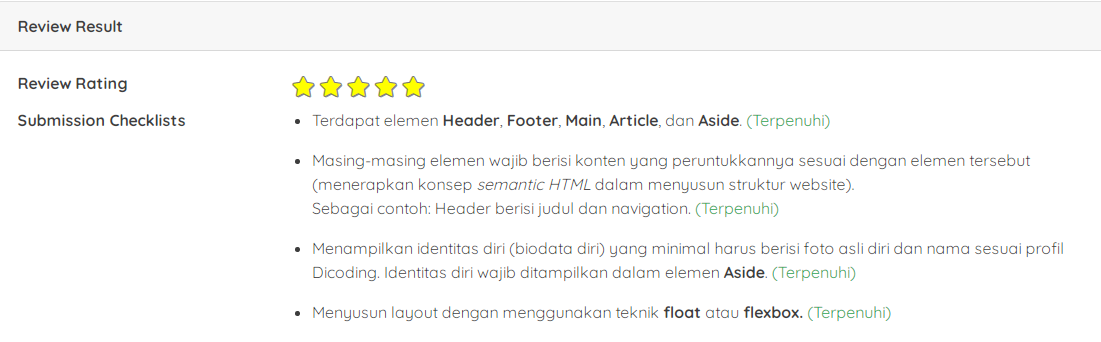 Review Result
Review Rating
Submission Checklists
Terdapat elemen Header, Footer, Main, Article, dan Aside. (Terpenuhi)
Masing-masing elemen wajib berisi konten yang peruntukkannya sesuai dengan elemen tersebut
(menerapkan konsep semantic HTML dalam menyusun struktur website).
Sebagai contoh: Header berisi judul dan navigation. (Terpenuhi)
Menampilkan identitas diri (biodata diri) yang minimal harus berisi foto asli diri dan nama sesuai profil
Dicoding. Identitas diri wajib ditampilkan dalam elemen Aside. (Terpenuhi)
Menyusun layout dengan menggunakan teknik float atau flexbox. (Terpenuhi)